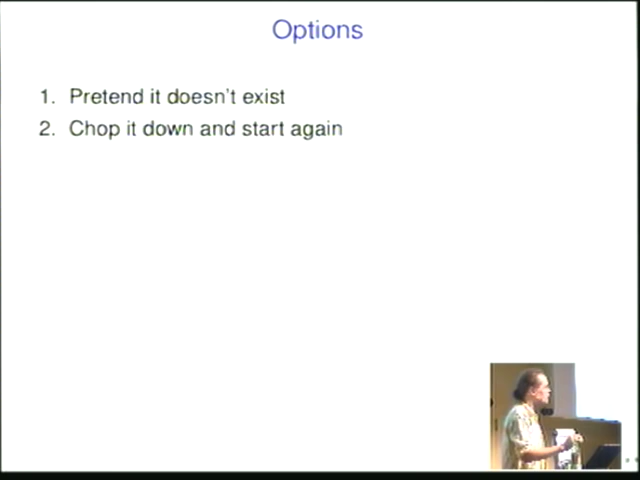 Options
1. Pretend it doesn't exist
2. Chop it down and start again